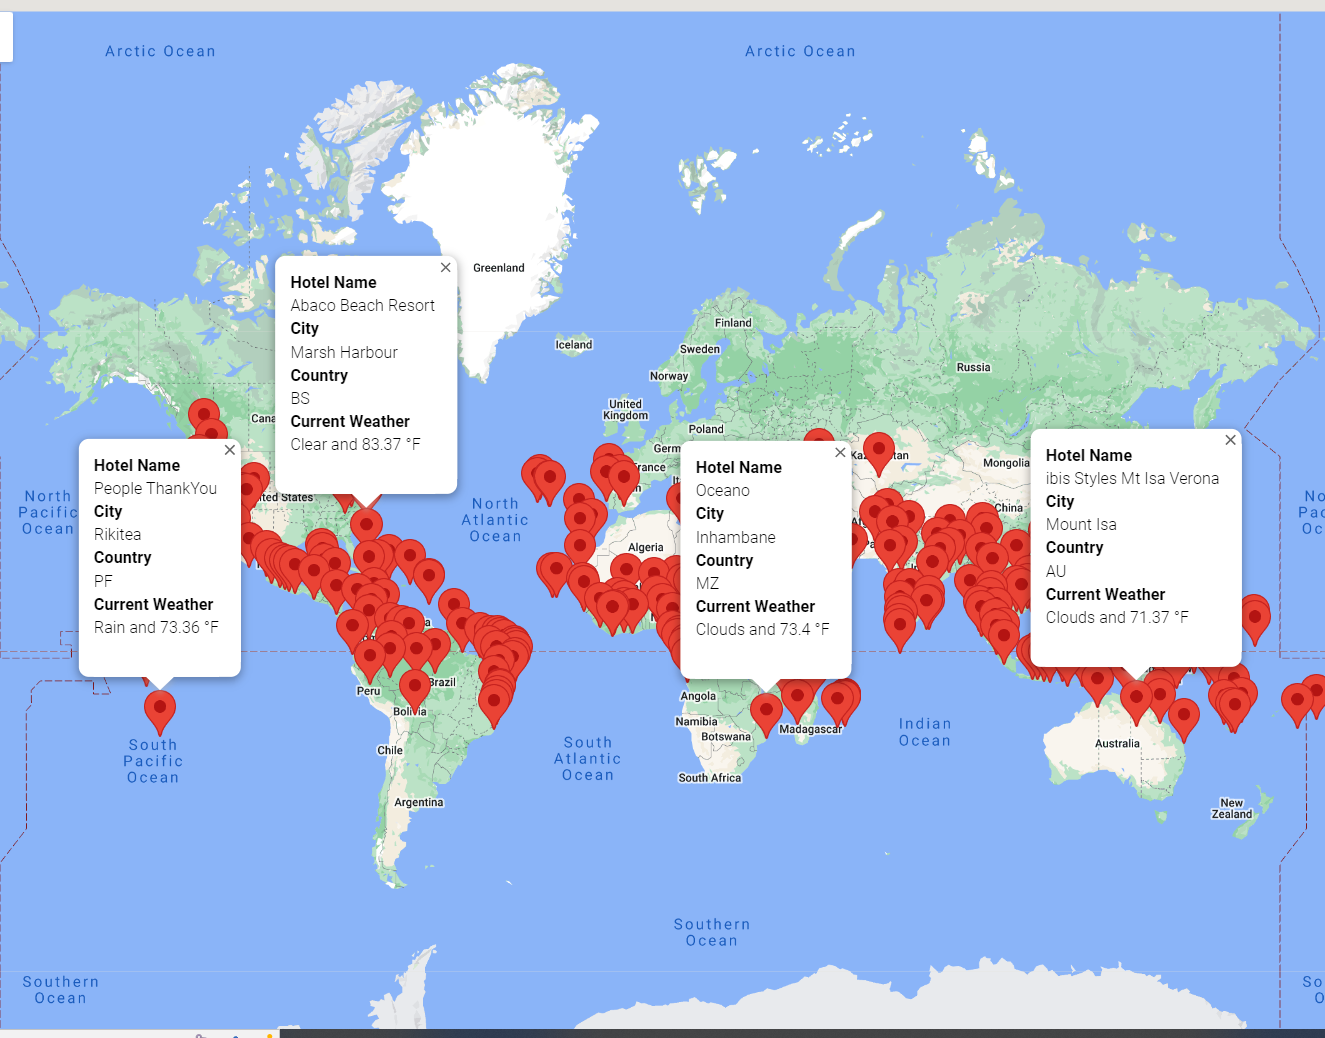 Arctic Ocean
Arctic Ocean
Greenland
Iceland
Finland
Sweden
Norway
Russia
United
Kingdom
Poland
Germ
France
Cana
ited States
North
Pacific
Ocean
North
Atlantic
Ocean
No
Pac
Oc
Mongolia
China
Algeria
Hotel Name
Abaco Beach Resort
City
Marsh Harbour
Country
BS
Current Weather
Clear and 83.37 °F
Hotel Name
People ThankYou
City
Rikitea
Country
PF
Current Weather
Rain and 73.36 °F
Hotel Name
Oceano
City
Inhambane
Country
MZ
Current Weather
Clouds and 73.4 °F
Hotel Name
ibis Styles Mt Isa Verona
City
Mount Isa
Country
AU
Current Weather
Clouds and 71.37 °F
Peru
Brazil
Bolivia
Chile
Argentina
Angola
Namibia
Botswana
Madagascar
South Africa
South
Pacific
Ocean
South
Atlantic
Ocean
Indian
Ocean
Australia
New
Zealand
Southern
Ocean
Southern
Ocean
So
O